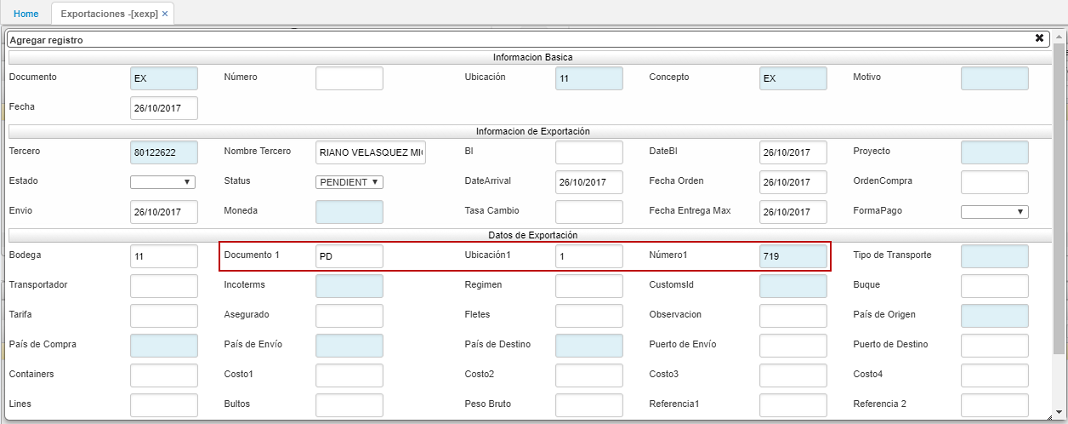 Home Exportaciones -[xexp] ×
Agregar registro
Informacion Basica
Documento EX Número Ubicación 11 Concepto EX Motivo
Fecha 26/10/2017
Informacion de Exportación
Tercero 80122622 Nombre Tercero RIANO VELASQUEZ MI BI DateBI 26/10/2017 Proyecto
Estado Status PENDIENT DateArrival 26/10/2017 Fecha Orden 26/10/2017 OrdenCompra
Envio 26/10/2017 Moneda Tasa Cambio Fecha Entrega Max 26/10/2017 FormaPago
Datos de Exportación
Bodega 11 Documento 1 PD Ubicación1 1 Número1 719 Tipo de Transporte
Transportador Incoterms Regimen CustomsId Buque
Tarifa Asegurado Fletes Observacion País de Origen
País de Compra País de Envío País de Destino Puerto de Envío Puerto de Destino
Containers Costo1 Costo2 Costo3 Costo4
Lines Bultos Peso Bruto Referencia1 Referencia 2